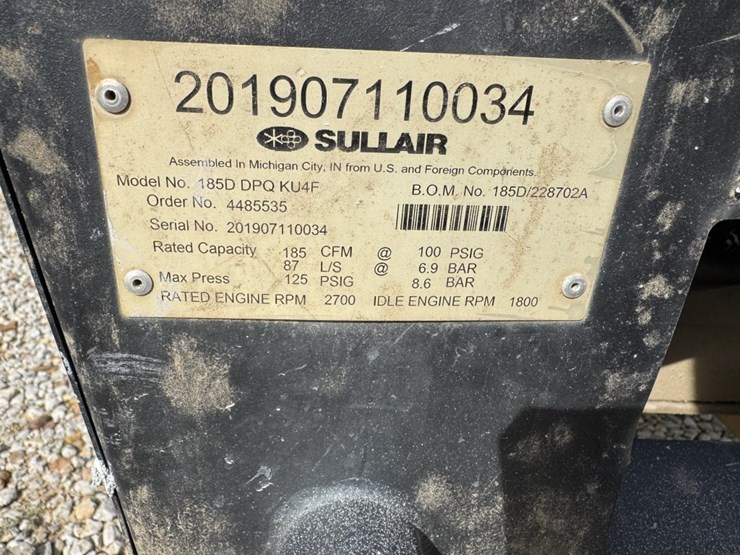 201907110034
SULLAIR
Assembled In Michigan City, IN from U.S. and Foreign Components.
Model No. 185D DPQ KU4F B.O.M. No. 185D/228702A
Order No. 4485535
Serial No. 201907110034
Rated Capacity 185 CFM @ 100 PSIG
87 L/S @ 6.9 BAR
Max Press 125 PSIG 8.6 BAR
RATED ENGINE RPM 2700 IDLE ENGINE RPM 1800